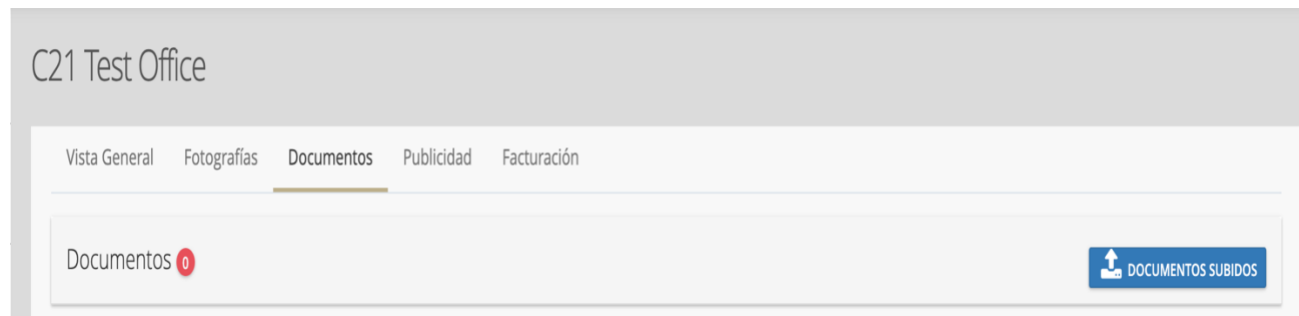 C21 Test Office
Vista General Fotografías Documentos Publicidad Facturación
Documentos 0
DOCUMENTOS SUBIDOS